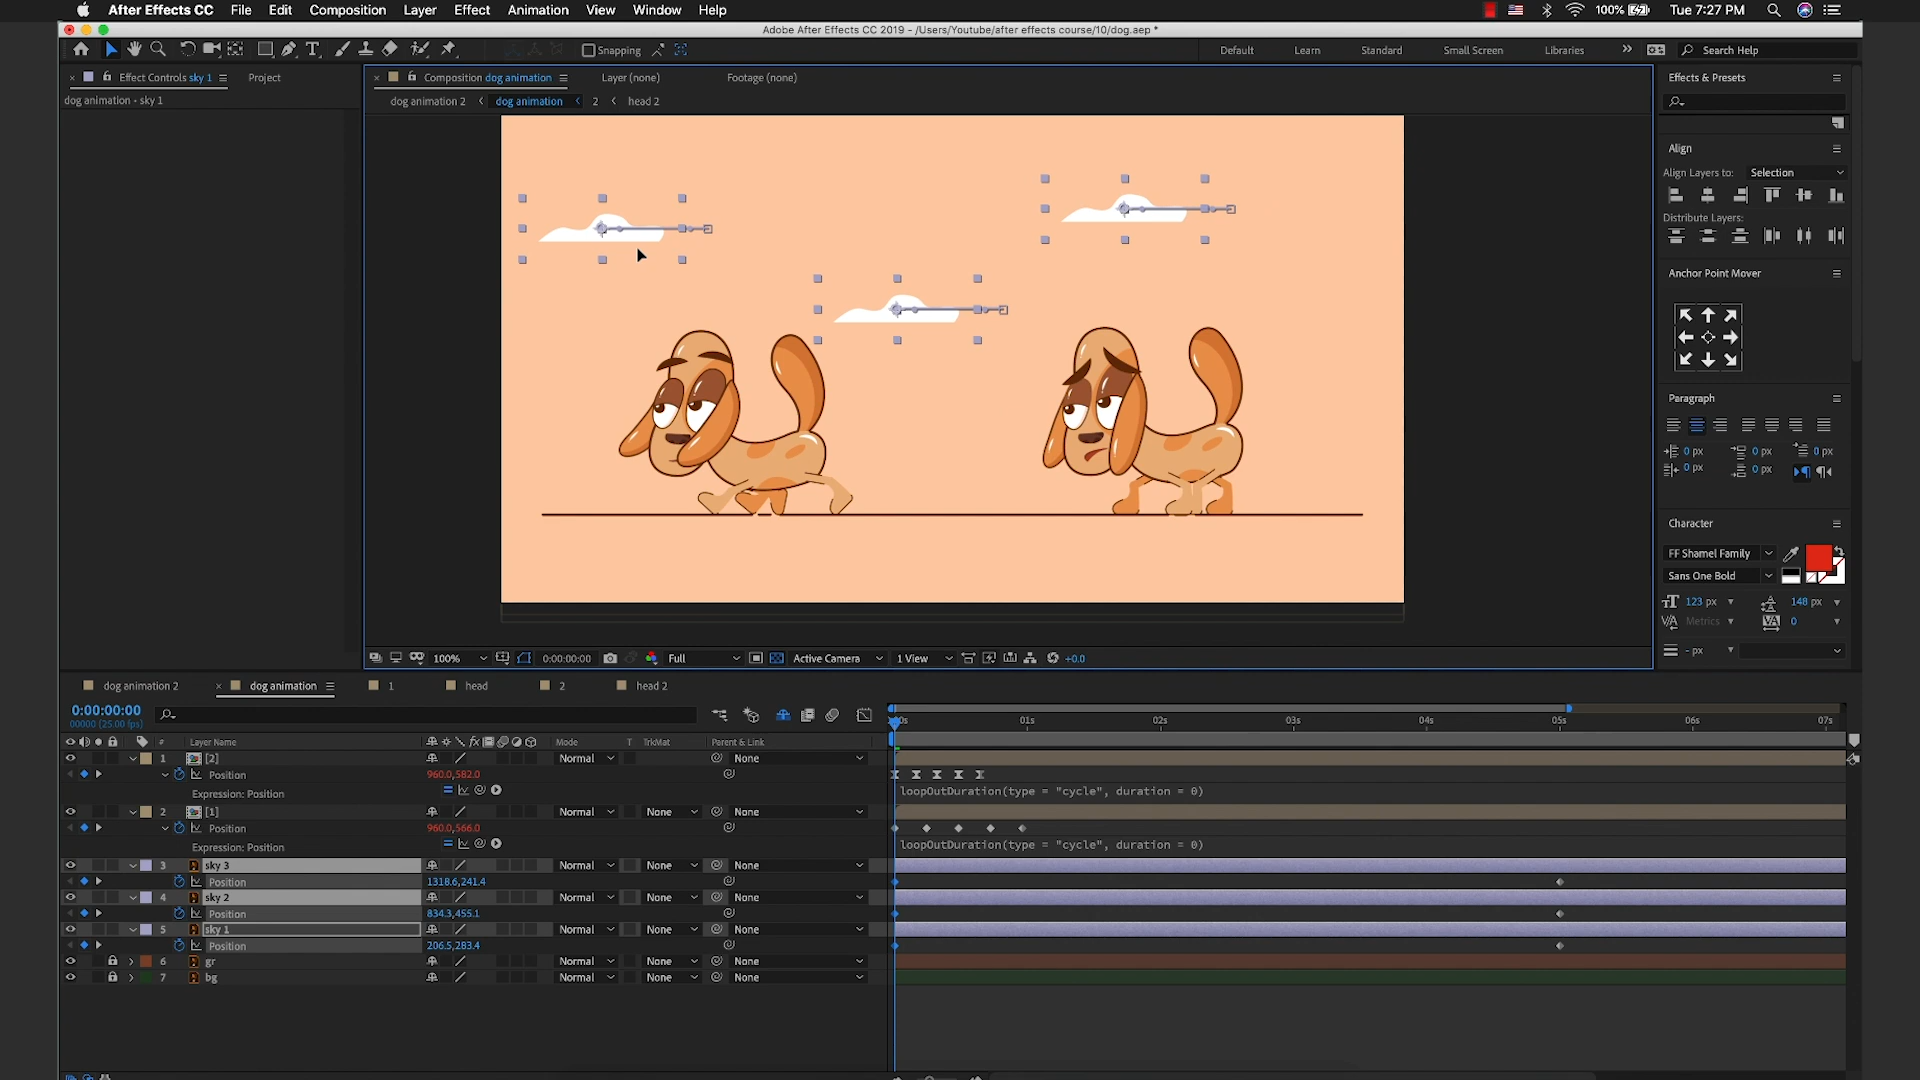 After Effects CC File Edit Composition Layer Effect Animation View Window Help 100% Tue 7:27 PM
Adobe After Effects CC 2019 - /Users/Youtube/after effects course/10/dog.aep *
Snapping Default Learn Standard Small Screen Libraries Search Help
Effect Controls sky 1 Project Composition dog animation Layer (none) Footage (none) Effects & Presets
dog animation • sky 1 dog animation 2 dog animation 2 head 2
Align
Align Layers to: Selection
Distribute Layers:
Anchor Point Mover
Paragraph
0 px 0 px 0 px
0 px 0 px
Character
FF Shamel Family
Sans One Bold
123 px 148 px
Metrics 0
- px
100% 0:00:00:00 Full Active Camera 1 View +0.0
dog animation 2 dog animation 1 head 2 head 2
0:00:00:00
00000 (25.00 fps)
01s 02s 03s 04s 05s 06s 07s
# Layer Name Mode T TrkMat Parent & Link
1 [2] Normal None
Position 960.0,582.0
Expression: Position loopOutDuration(type = "cycle", duration = 0)
2 [1] Normal None None
Position 960.0,566.0
Expression: Position loopOutDuration(type = "cycle", duration = 0)
3 sky 3 Normal None None
Position 1318.6,241.4
4 sky 2 Normal None None
Position 834.3,455.1
5 sky 1 Normal None None
Position 206.5,283.4
6 gr Normal None None
7 bg Normal None None